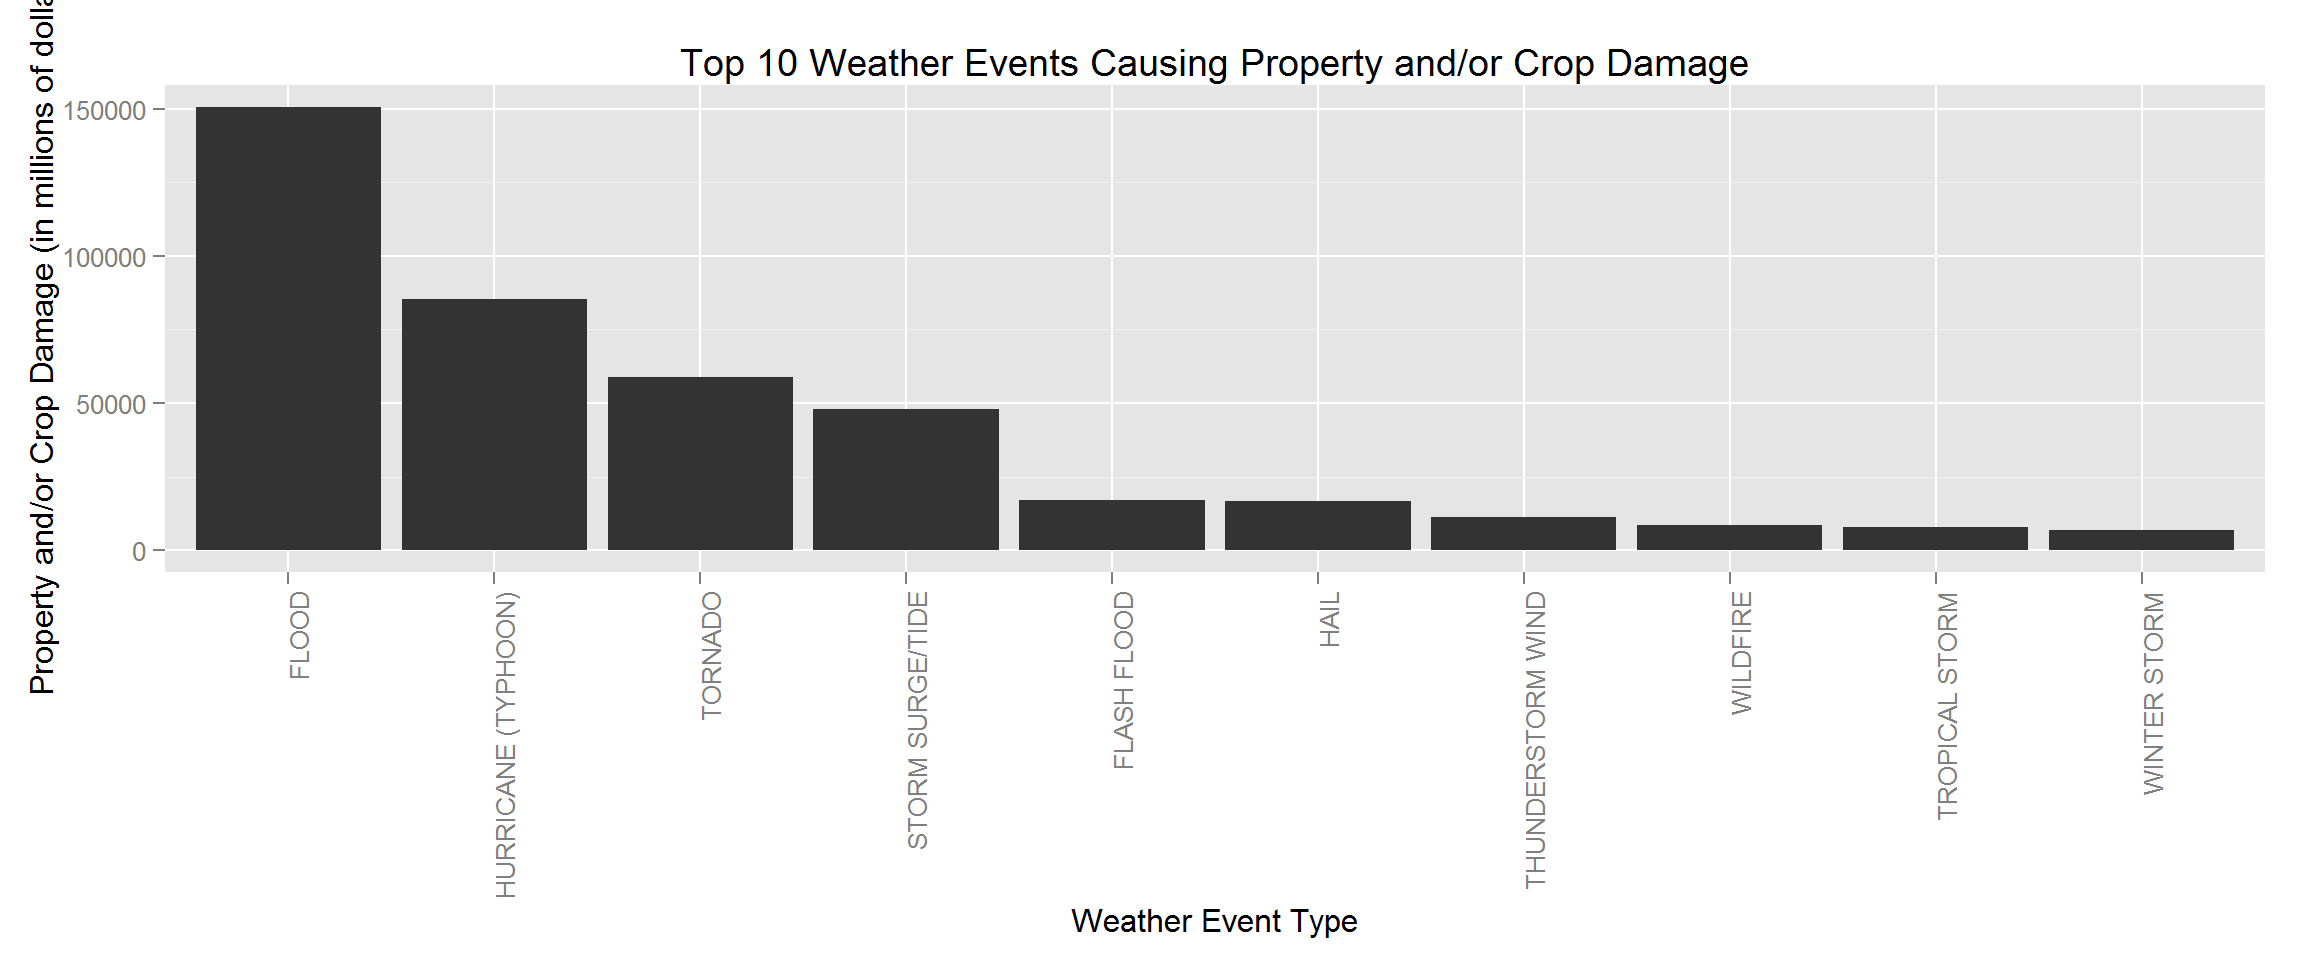 Top 10 Weather Events Causing Property and/or Crop Damage
Property and/or Crop Damage (in millions of
150000
100000
50000
0
FLOOD
HURRICANE (TYPHOON)
TORNADO
STORM SURGE/TIDE
FLASH FLOOD
HAIL
THUNDERSTORM WIND
WILDFIRE
TROPICAL STORM
WINTER STORM
Weather Event Type